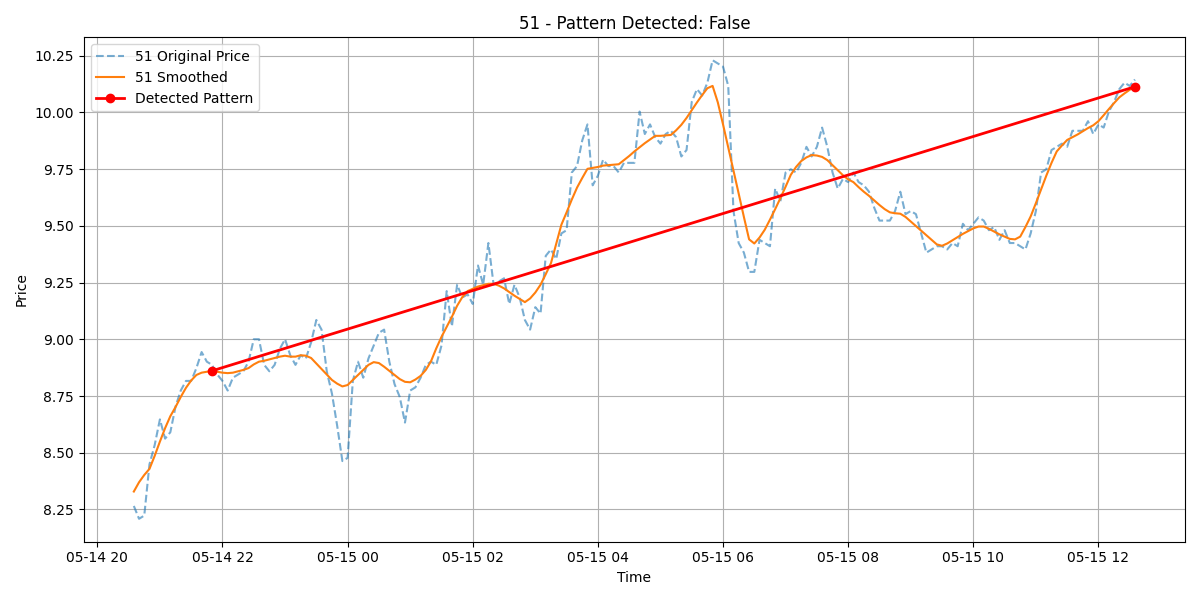 51 - Pattern Detected: False
51 Original Price
51 Smoothed
Detected Pattern
Price
10.25
10.00
9.75
9.50
9.25
9.00
8.75
8.50
8.25
05-14 20 05-14 22 05-15 00 05-15 02 05-15 04 05-15 06 05-15 08 05-15 10 05-15 12
Time